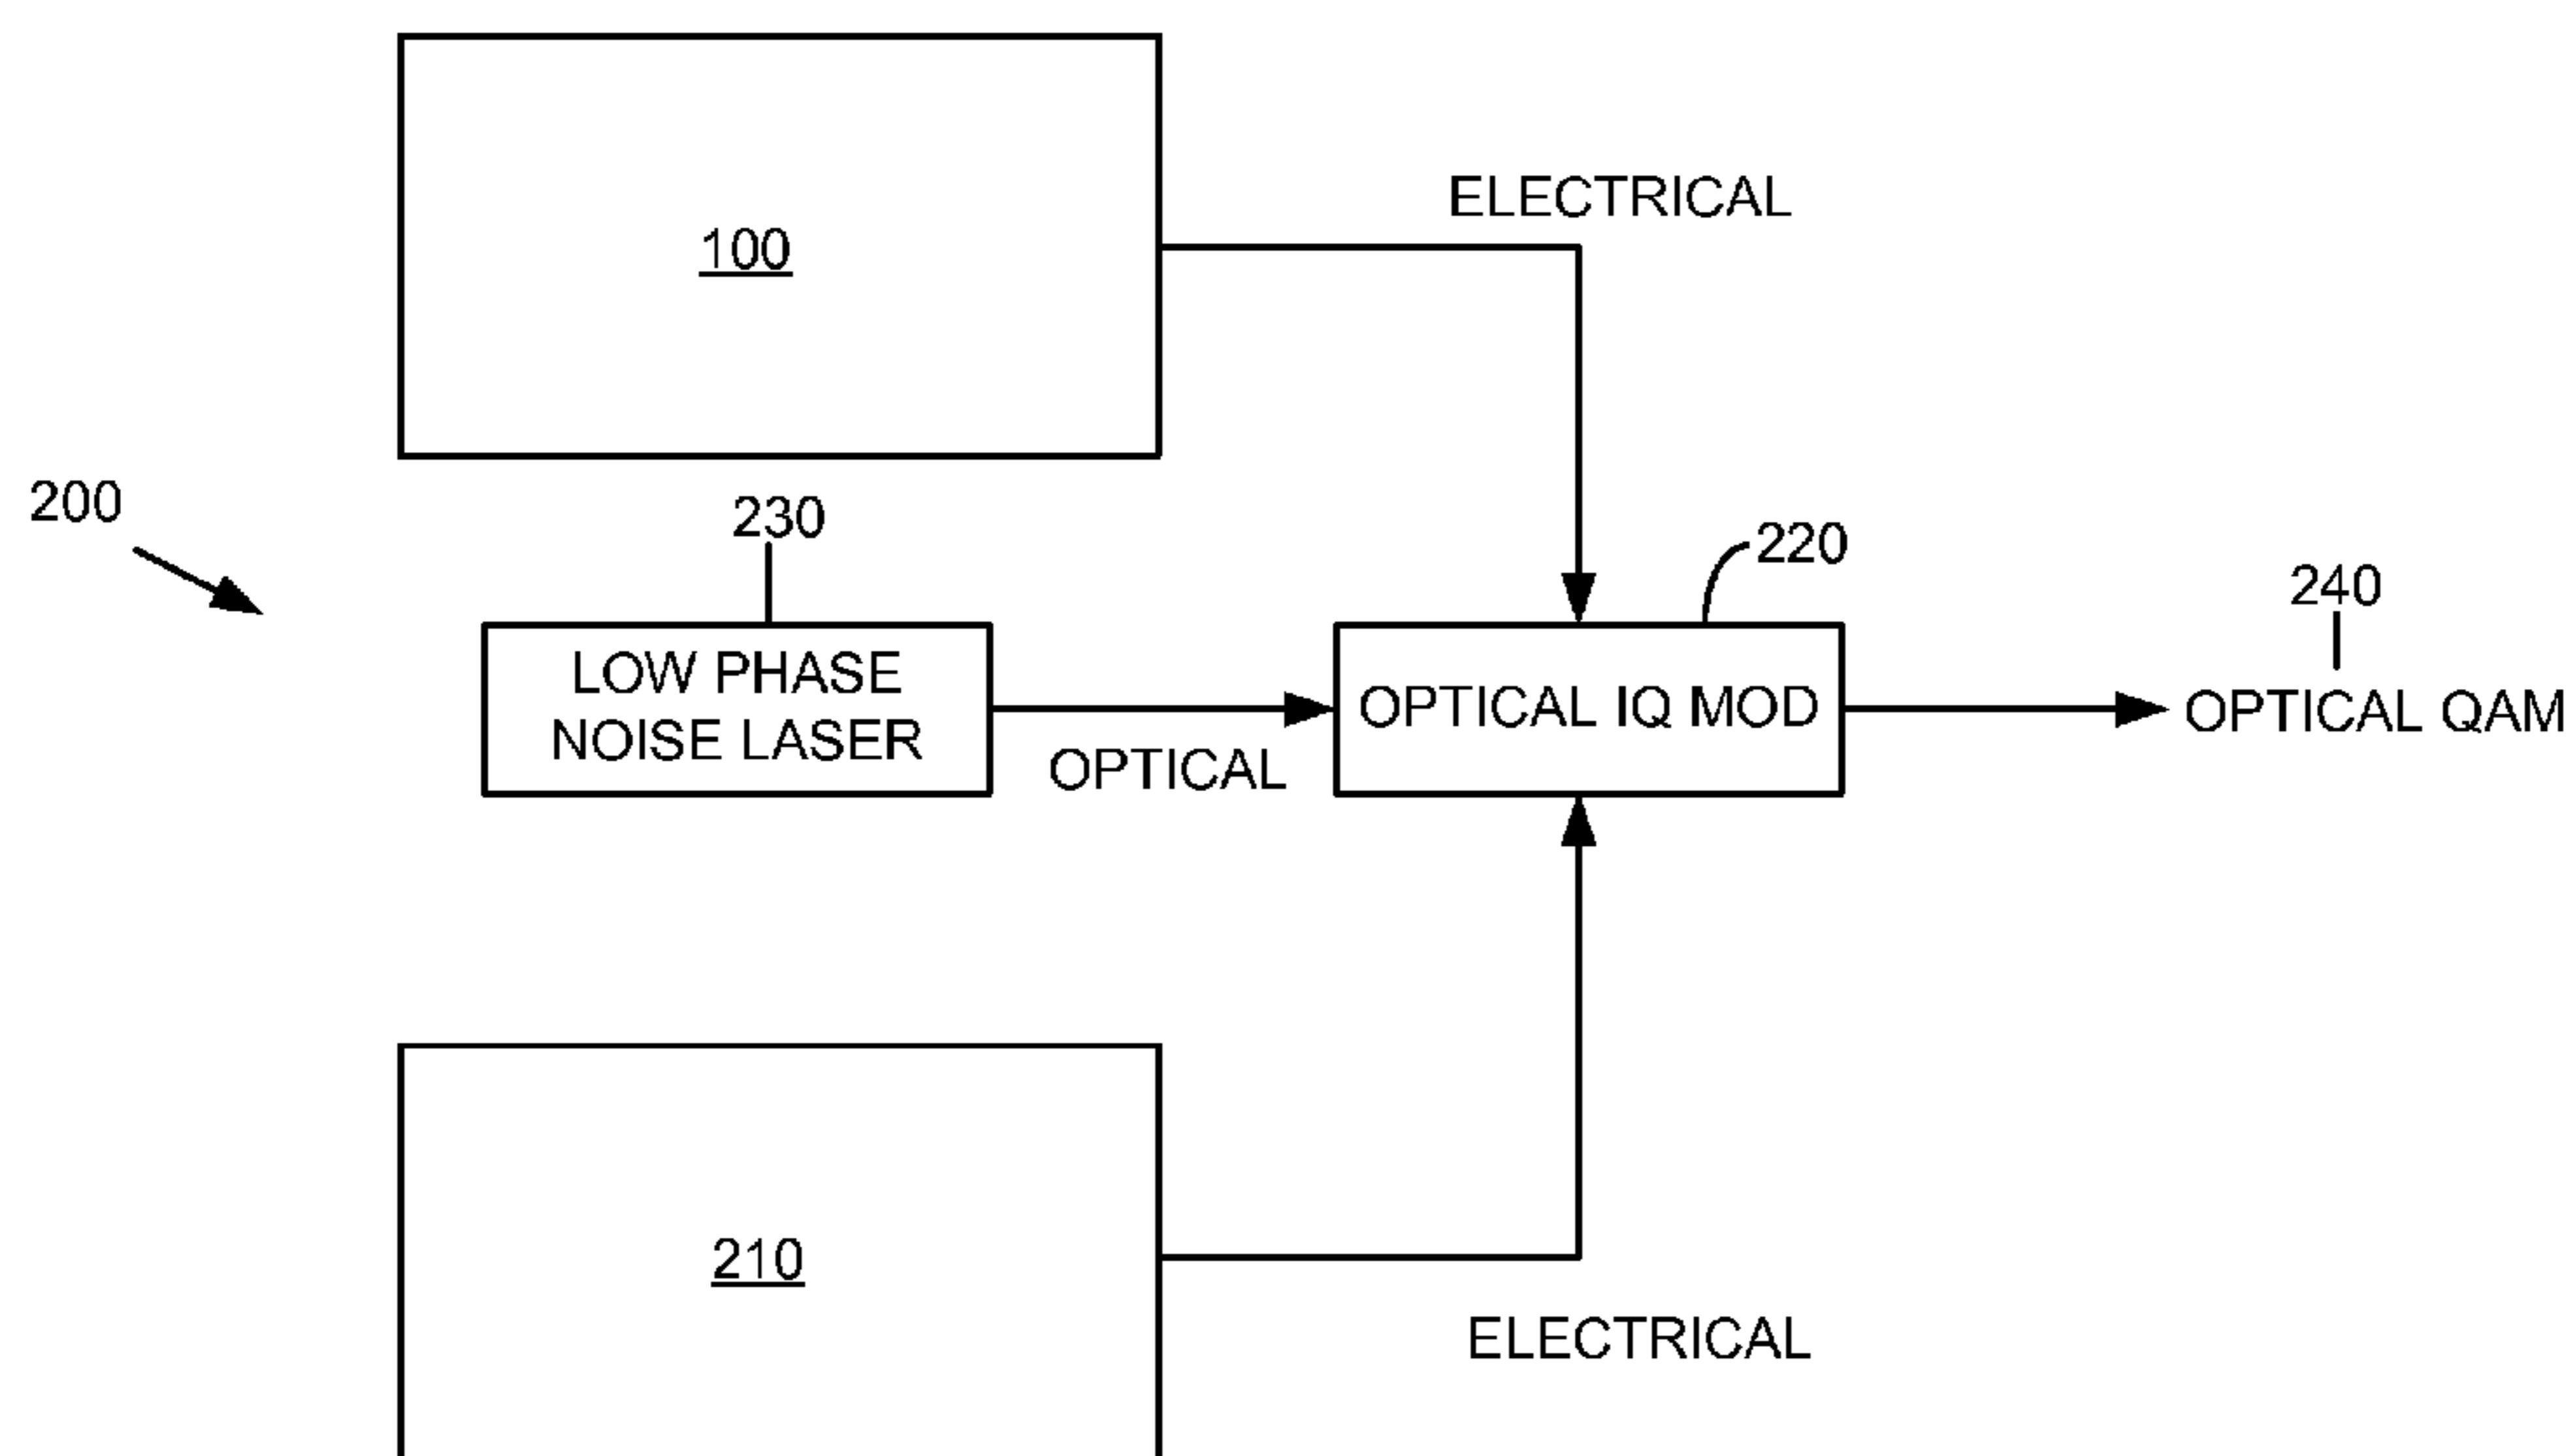 ELECTRICAL
100
200
230
220
240
LOW PHASE
NOISE LASER
OPTICAL IQ MOD
OPTICAL QAM
OPTICAL
210
ELECTRICAL